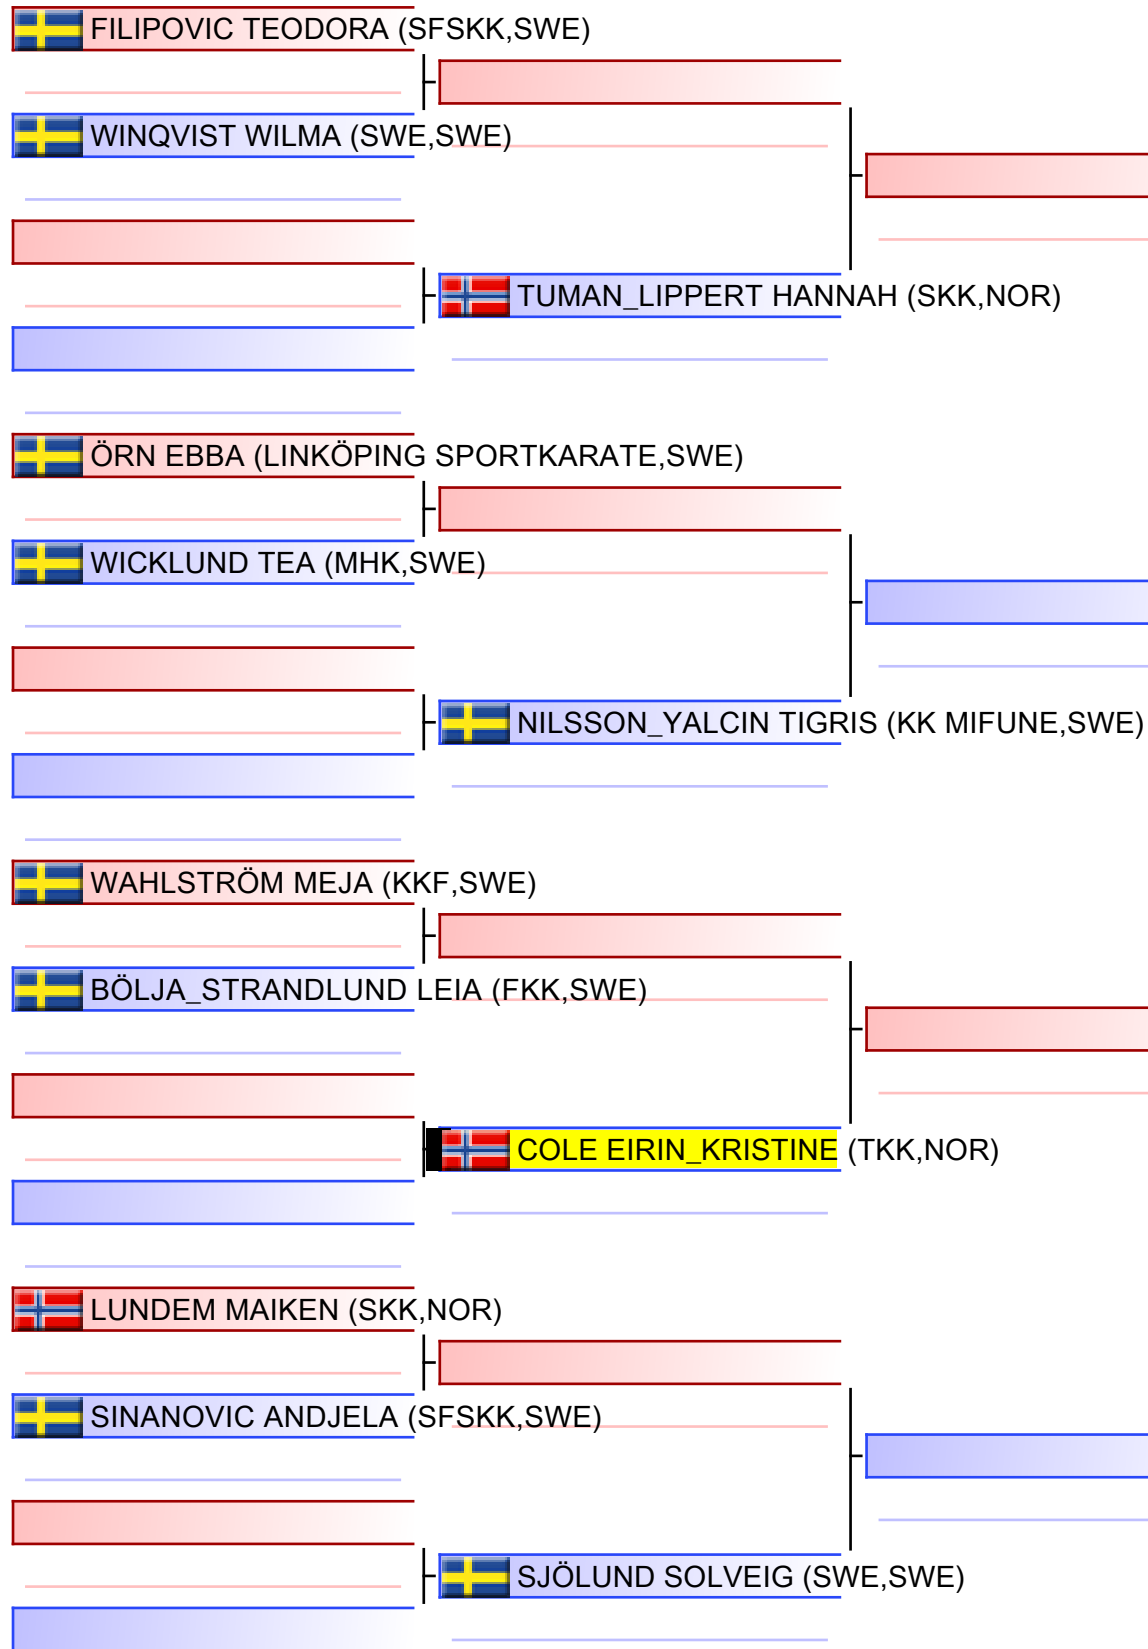 FILIPOVIC TEODORA (SFSKK,SWE)
WINQVIST WILMA (SWE,SWE)
TUMAN_LIPPERT HANNAH (SKK,NOR)
ÖRN EBBA (LINKÖPING SPORTKARATE,SWE)
WICKLUND TEA (MHK,SWE)
NILSSON_YALCIN TIGRIS (KK MIFUNE,SWE)
WAHLSTRÖM MEJA (KKF,SWE)
BÖLJA_STRANDLUND LEIA (FKK,SWE)
COLE EIRIN_KRISTINE (TKK,NOR)
LUNDEM MAIKEN (SKK,NOR)
SINANOVIC ANDJELA (SFSKK,SWE)
SJÖLUND SOLVEIG (SWE,SWE)